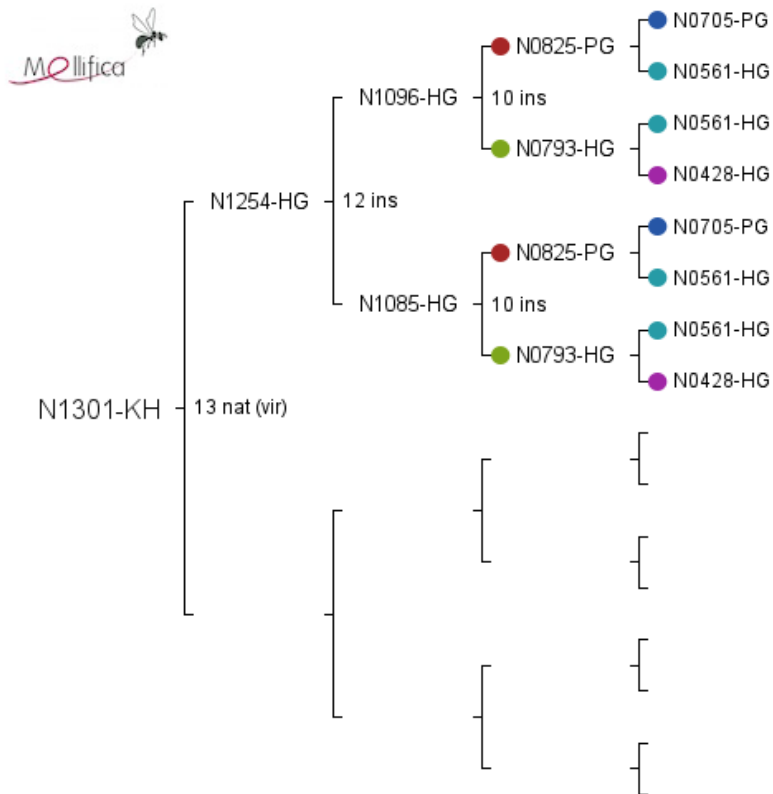 Mellifica
N0705-PG
N0825-PG
N0561-HG
N1096-HG
10 ins
N0561-HG
N0793-HG
N0428-HG
N1254-HG
12 ins
N0705-PG
N0825-PG
N0561-HG
N1085-HG
10 ins
N0561-HG
N0793-HG
N0428-HG
N1301-KH
13 nat (vir)